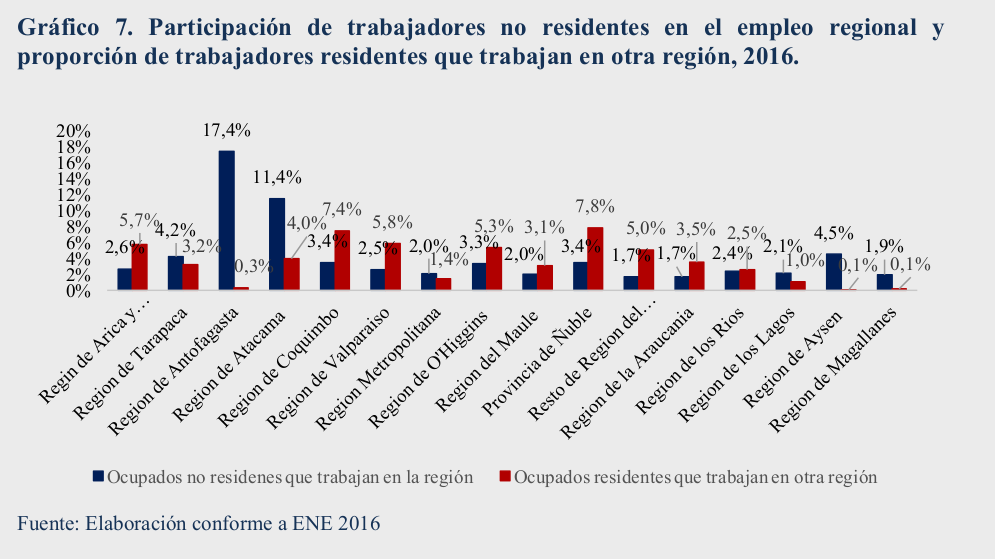 Gráfico 7. Participación de trabajadores no residentes en el empleo regional y
proporción de trabajadores residentes que trabajan en otra región, 2016.
20%
18%
16%
14%
12%
10%
8%
6%
4%
2%
0%
2,6%
5,7%
4,2%
3,2%
17,4%
0,3%
11,4%
4,0%
3,4%
7,4%
2,5%
5,8%
2,0%
1,4%
3,3%
5,3%
2,0%
3,1%
3,4%
7,8%
1,7%
5,0%
1,7%
3,5%
2,4%
2,5%
2,1%
1,0%
4,5%
0,1%
1,9%
0,1%
Regin de Arica y…
Region de Tarapaca
Region de Antofagasta
Region de Atacama
Region de Coquimbo
Region de Valparaiso
Region Metropolitana
Region de O'Higgins
Region del Maule
Provincia de Ñuble
Resto de Region del…
Region de la Araucania
Region de los Rios
Region de los Lagos
Region de Aysen
Region de Magallanes
Ocupados no residenes que trabajan en la región
Ocupados residentes que trabajan en otra región
Fuente: Elaboración conforme a ENE 2016